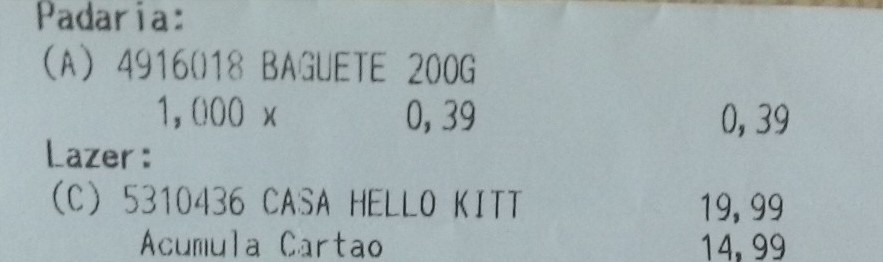 Padaria:
(A) 4916018 BAGUETE 200G
1,000 x 0,39 0,39
Lazer:
(C) 5310436 CASA HELLO KITT 19,99
Acumula Cartao 14,99